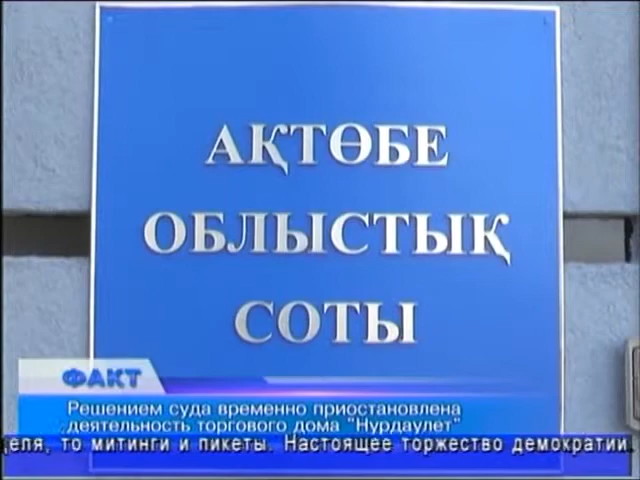 АҚТӨБЕ
ОБЛЫСТЫҚ
СОТЫ
ФАКТ
Решением суда временно приостановлена
деятельность торгового дома "Нурдаулет"
то митинги и пикеты. Настоящее торжество демократии.